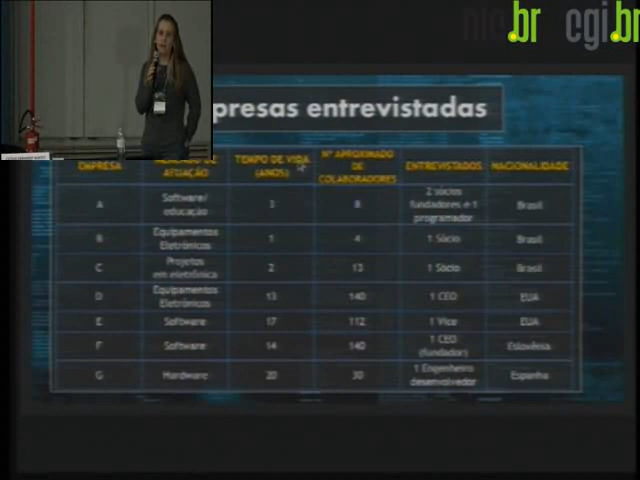 nic.br cgi.br
presas entrevistadas
EMPRESA ATUAÇÃO TEMPO DE VIDA (ANOS) Nº APROXIMADO DE COLABORADORES ENTREVISTADOS NACIONALIDADE
A Software/ educação 3 8 2 sócios fundadores e 1 programador Brasil
B Equipamentos Eletrônicos 1 4 1 Sócio Brasil
C Projetos em eletrônica 2 13 1 Sócio Brasil
D Equipamentos Eletrônicos 13 140 1 CEO EUA
E Software 17 112 1 Vice EUA
F Software 14 140 1 CEO (fundador) Eslovênia
G Hardware 20 30 1 Engenheiro desenvolvedor Espanha